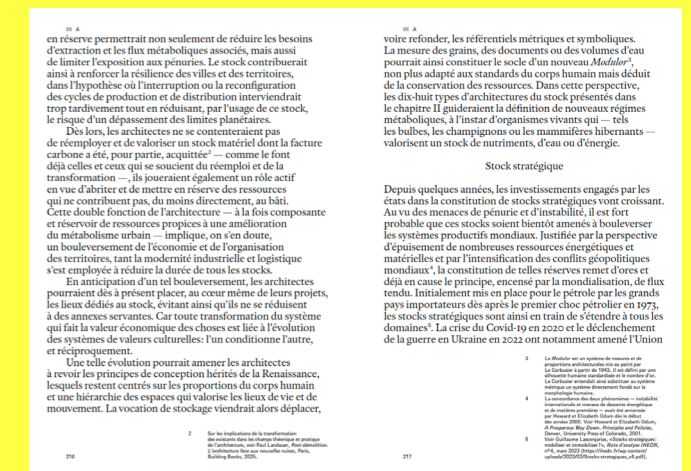 III A
en réserve permettrait non seulement de réduire les besoins
d'extraction et les flux métaboliques associés, mais aussi
de limiter l'exposition aux pénuries. Le stock contribuerait
ainsi à renforcer la résilience des villes et des territoires,
dans l'hypothèse où l'interruption ou la reconfiguration
des cycles de production et de distribution interviendrait
trop tardivement tout en réduisant, par l'usage de ce stock,
le risque d'un dépassement des limites planétaires.
Dès lors, les architectes ne se contenteraient pas
de réemployer et de valoriser un stock matériel dont la facture
carbone a été, pour partie, acquittée² — comme le font
déjà celles et ceux qui se soucient du réemploi et de la
transformation —, ils joueraient également un rôle actif
en vue d'abriter et de mettre en réserve des ressources
qui ne contribuent pas, du moins directement, au bâti.
Cette double fonction de l'architecture — à la fois composante
et réservoir de ressources propices à une amélioration
du métabolisme urbain — implique, on s'en doute,
un bouleversement de l'économie et de l'organisation
des territoires, tant la modernité industrielle et logistique
s'est employée à réduire la durée de tous les stocks.
En anticipation d'un tel bouleversement, les architectes
pourraient dès à présent placer, au cœur même de leurs projets,
les lieux dédiés au stock, évitant ainsi qu'ils ne se réduisent
à des annexes servantes. Car toute transformation du système
qui fait la valeur économique des choses est liée à l'évolution
des systèmes de valeurs culturelles: l'un conditionne l'autre,
et réciproquement.
Une telle évolution pourrait amener les architectes
à revoir les principes de conception hérités de la Renaissance,
lesquels restent centrés sur les proportions du corps humain
et une hiérarchie des espaces qui valorise les lieux de vie et de
mouvement. La vocation de stockage viendrait alors déplacer,
2 Sur les implications de la transformation
des existants dans les champs théorique et pratique
de l'architecture, voir Paul Landauer, Post-démolition.
L'architecture face aux nouvelles ruines, Paris,
Building Books, 2025.
216
III A
voire refonder, les référentiels métriques et symboliques.
La mesure des grains, des documents ou des volumes d'eau
pourrait ainsi constituer le socle d'un nouveau Modulor³,
non plus adapté aux standards du corps humain mais déduit
de la conservation des ressources. Dans cette perspective,
les dix-huit types d'architectures du stock présentés dans
le chapitre II guideraient la définition de nouveaux régimes
métaboliques, à l'instar d'organismes vivants qui — tels
les bulbes, les champignons ou les mammifères hibernants —
valorisent un stock de nutriments, d'eau ou d'énergie.
Stock stratégique
Depuis quelques années, les investissements engagés par les
états dans la constitution de stocks stratégiques vont croissant.
Au vu des menaces de pénurie et d'instabilité, il est fort
probable que ces stocks soient bientôt amenés à bouleverser
les systèmes productifs mondiaux. Justifiée par la perspective
d'épuisement de nombreuses ressources énergétiques et
matérielles et par l'intensification des conflits géopolitiques
mondiaux⁴, la constitution de telles réserves remet d'ores et
déjà en cause le principe, encensé par la mondialisation, de flux
tendu. Initialement mis en place pour le pétrole par les grands
pays importateurs dès après le premier choc pétrolier en 1973,
les stocks stratégiques sont ainsi en train de s'étendre à tous les
domaines⁵. La crise du Covid-19 en 2020 et le déclenchement
de la guerre en Ukraine en 2022 ont notamment amené l'Union
3 Le Modulor est un système de mesures et de
proportions architecturales mis au point par
Le Corbusier à partir de 1943. Il est défini par une
silhouette humaine standardisée et le nombre d'or.
Le Corbusier entendait ainsi substituer au système
métrique un système directement fondé sur la
morphologie humaine.
4 La concordance des deux phénomènes — instabilité
internationale et menace de descente énergétique
et de matières premières — avait été annoncée
par Howard et Elizabeth Odum dès le début
des années 2000. Voir Howard et Elizabeth Odum,
A Prosperous Way Down. Principles and Policies,
Denver, University Press of Colorado, 2001.
5 Voir Guillaume Lasconjarias, «Stocks stratégiques:
mobiliser et immobiliser?», Note d'analyse IHEDN,
n°4, mars 2023 (https://ihedn.fr/wp-content/
uploads/2023/03/Stocks-strategiques_v4.pdf).
217